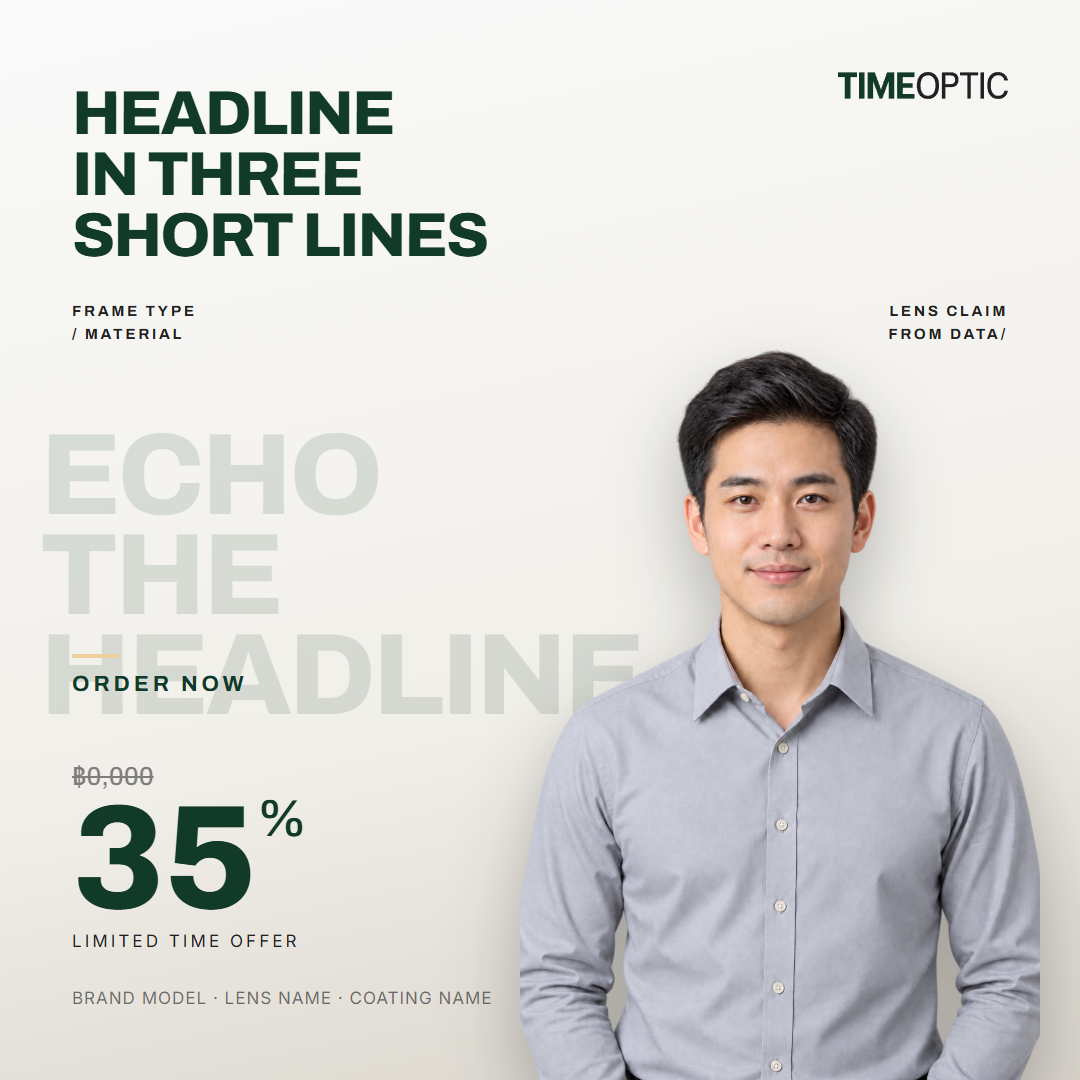 TIMEOPTIC
HEADLINE
IN THREE
SHORT LINES
FRAME TYPE
/ MATERIAL
LENS CLAIM
FROM DATA/
ECHO
THE
HEADLINE
ORDER NOW
฿0,000
35%
LIMITED TIME OFFER
BRAND MODEL · LENS NAME · COATING NAME